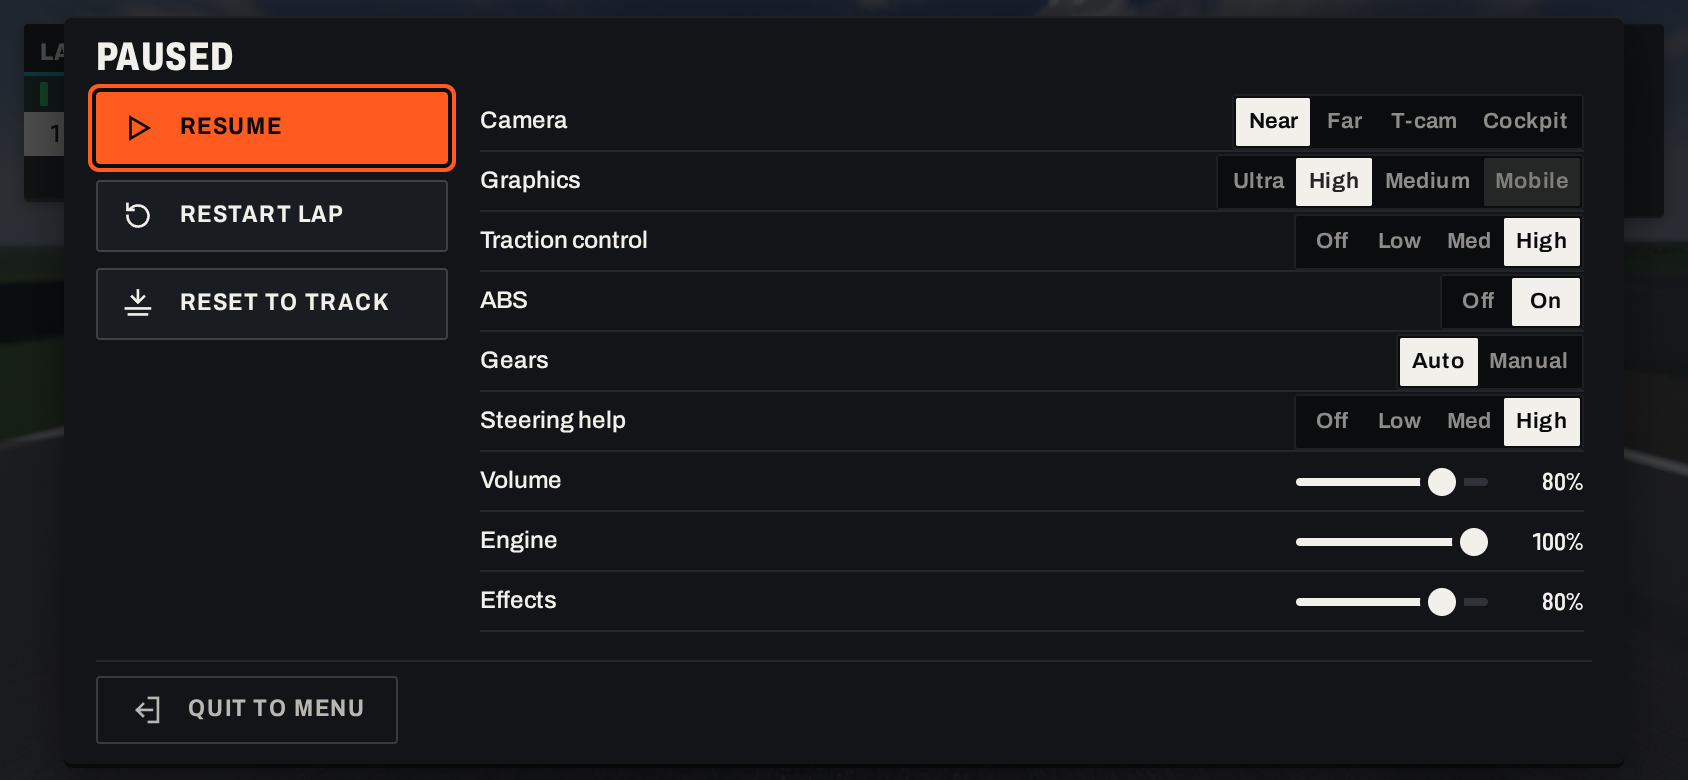 PAUSED
RESUME
RESTART LAP
RESET TO TRACK
Camera Near Far T-cam Cockpit
Graphics Ultra High Medium Mobile
Traction control Off Low Med High
ABS Off On
Gears Auto Manual
Steering help Off Low Med High
Volume 80%
Engine 100%
Effects 80%
QUIT TO MENU
LA
1